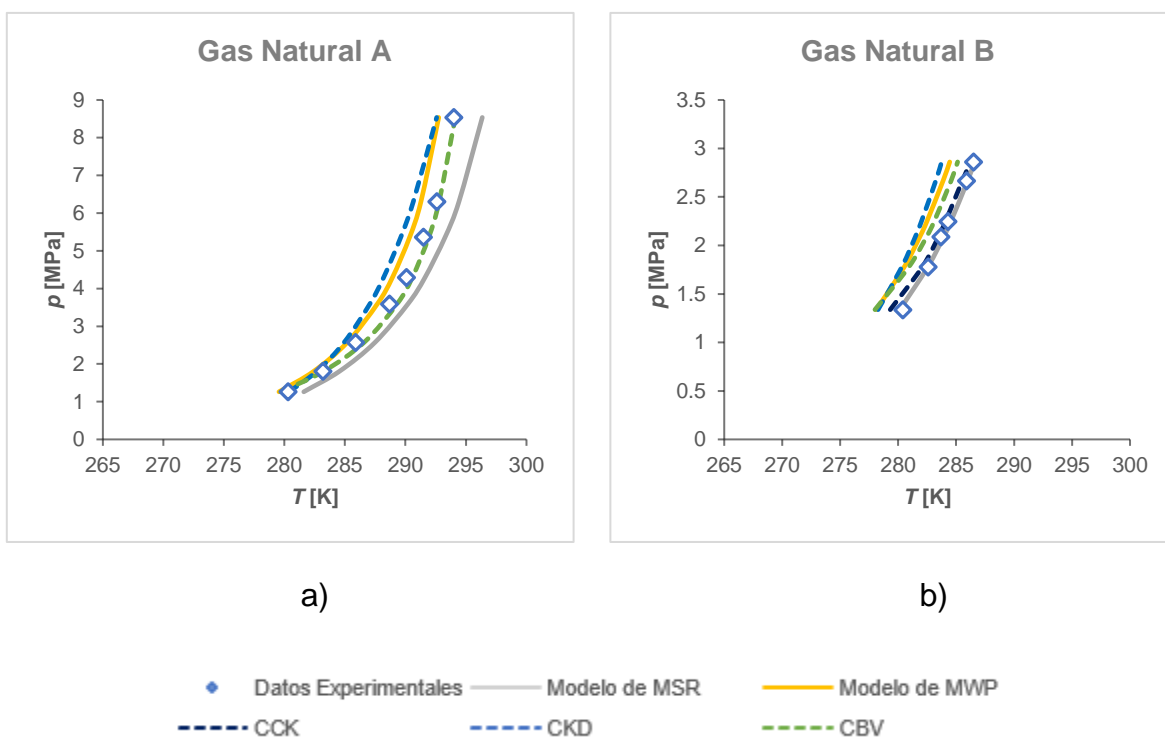 Gas Natural A
9
8
7
6
5
4
3
2
1
0
p [MPa]
265 270 275 280 285 290 295 300
T [K]
Gas Natural B
3.5
3
2.5
2
1.5
1
0.5
0
p [MPa]
265 270 275 280 285 290 295 300
T [K]
a)
b)
Datos Experimentales Modelo de MSR Modelo de MWP
CCK CKD CBV